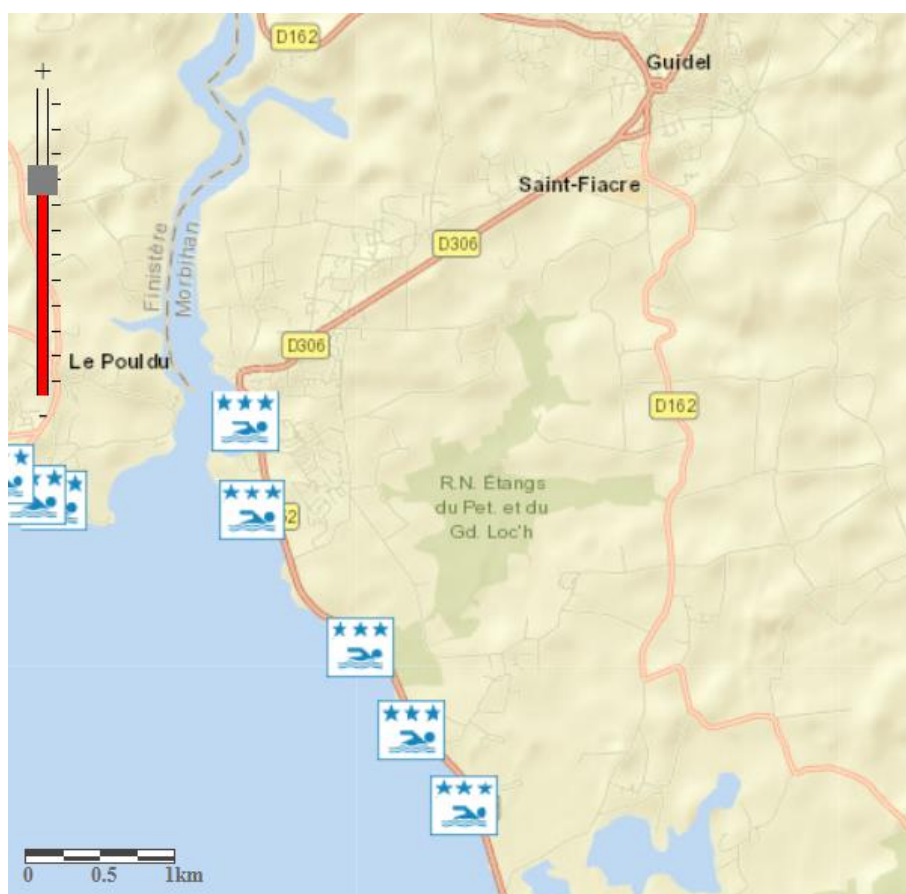 D162
Guidel
+
Saint-Fiacre
D306
Finistère
Morbihan
D306
Le Pouldu
D162
-
R.N. Étangs
du Pet. et du
Gd. Loc'h
0 0.5 1km